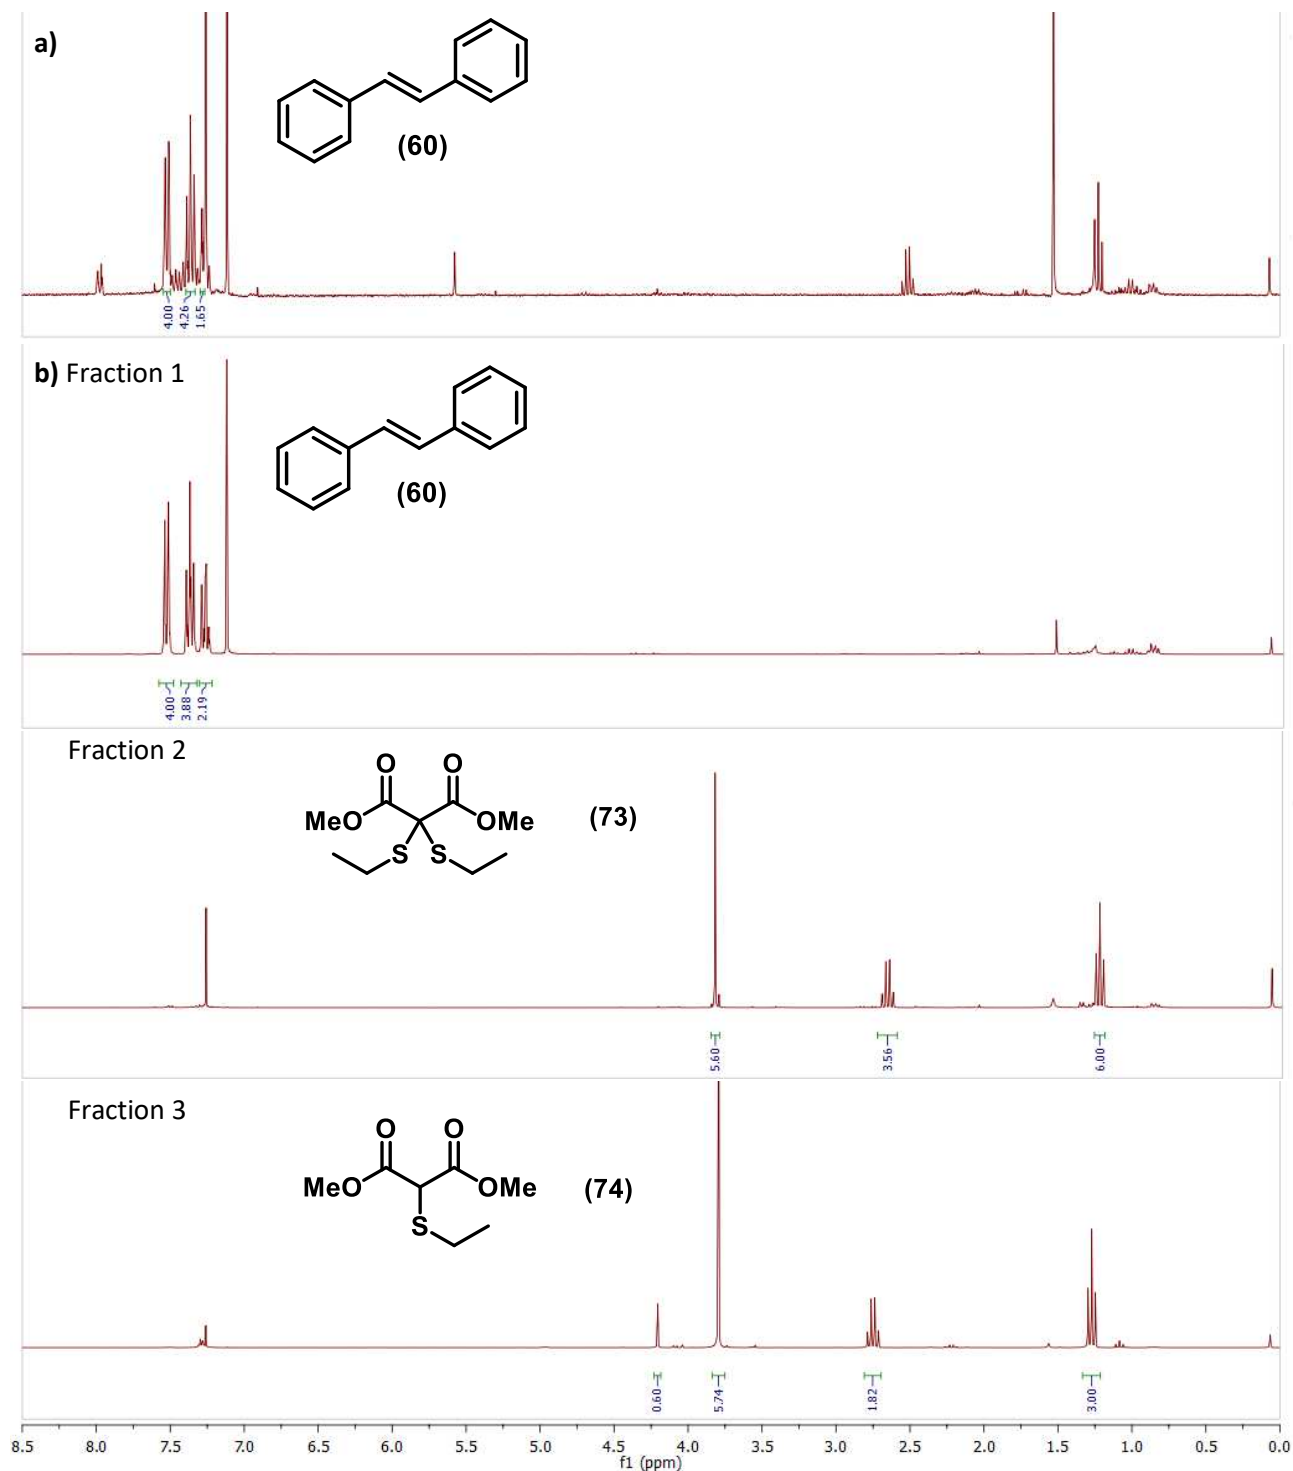 a)
(60)
4.00
4.26
1.65
b) Fraction 1
(60)
4.00
3.88
2.19
Fraction 2
O O
MeO OMe (73)
S S
5.60
3.56
6.00
Fraction 3
O O
MeO OMe (74)
S
0.60
5.74
1.82
3.00
8.5 8.0 7.5 7.0 6.5 6.0 5.5 5.0 4.5 4.0 3.5 3.0 2.5 2.0 1.5 1.0 0.5 0.0
f1 (ppm)